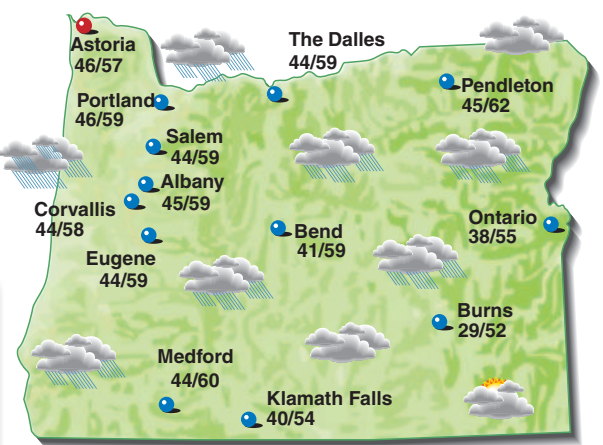 Astoria
46/57
The Dalles
44/59
Portland
46/59
Pendleton
45/62
Salem
44/59
Albany
45/59
Corvallis
44/58
Eugene
44/59
Bend
41/59
Ontario
38/55
Burns
29/52
Medford
44/60
Klamath Falls
40/54